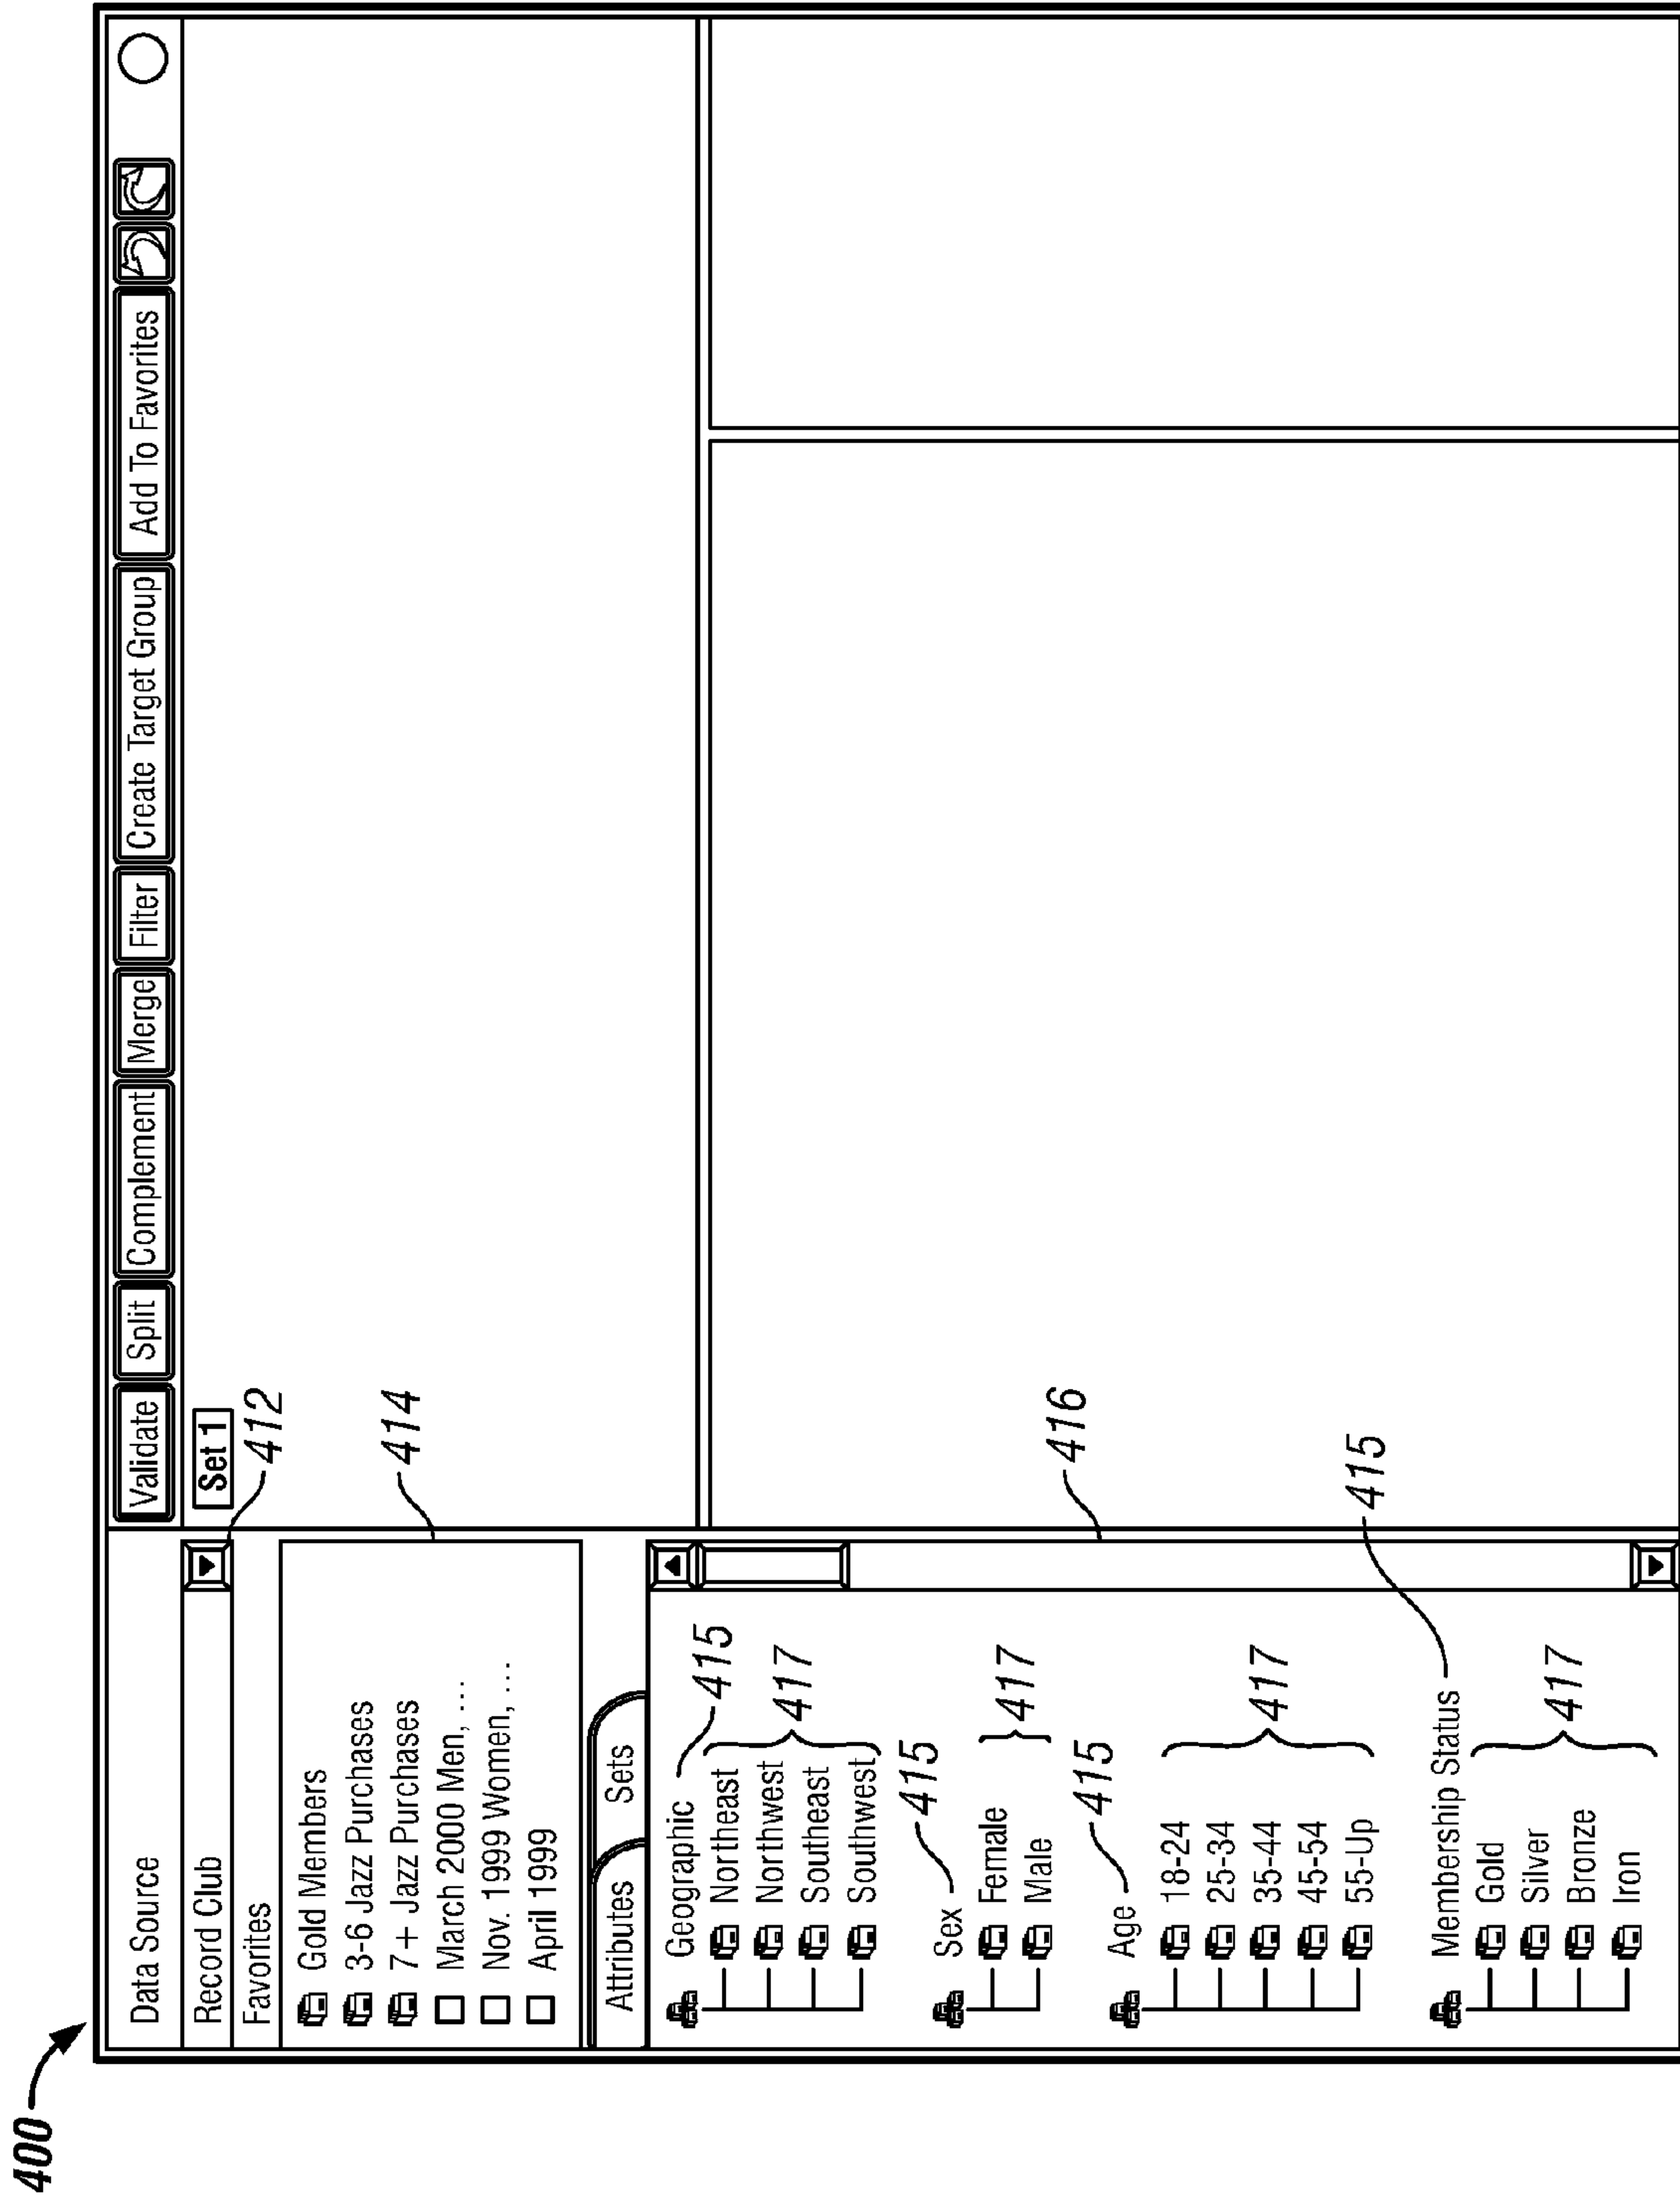 400
Data Source
Validate Split Complement Merge Filter Create Target Group Add To Favorites
Record Club
Set 1
412
Favorites
Gold Members
3-6 Jazz Purchases
7+ Jazz Purchases
414
March 2000 Men, ...
Nov. 1999 Women, ...
April 1999
Attributes Sets
Geographic 415
Northeast
Northwest
417
Southeast
Southwest
Sex 415
Female
417
Male
416
Age 415
18-24
25-34
35-44
417
45-54
55-Up
Membership Status 415
Gold
Silver
417
Bronze
Iron